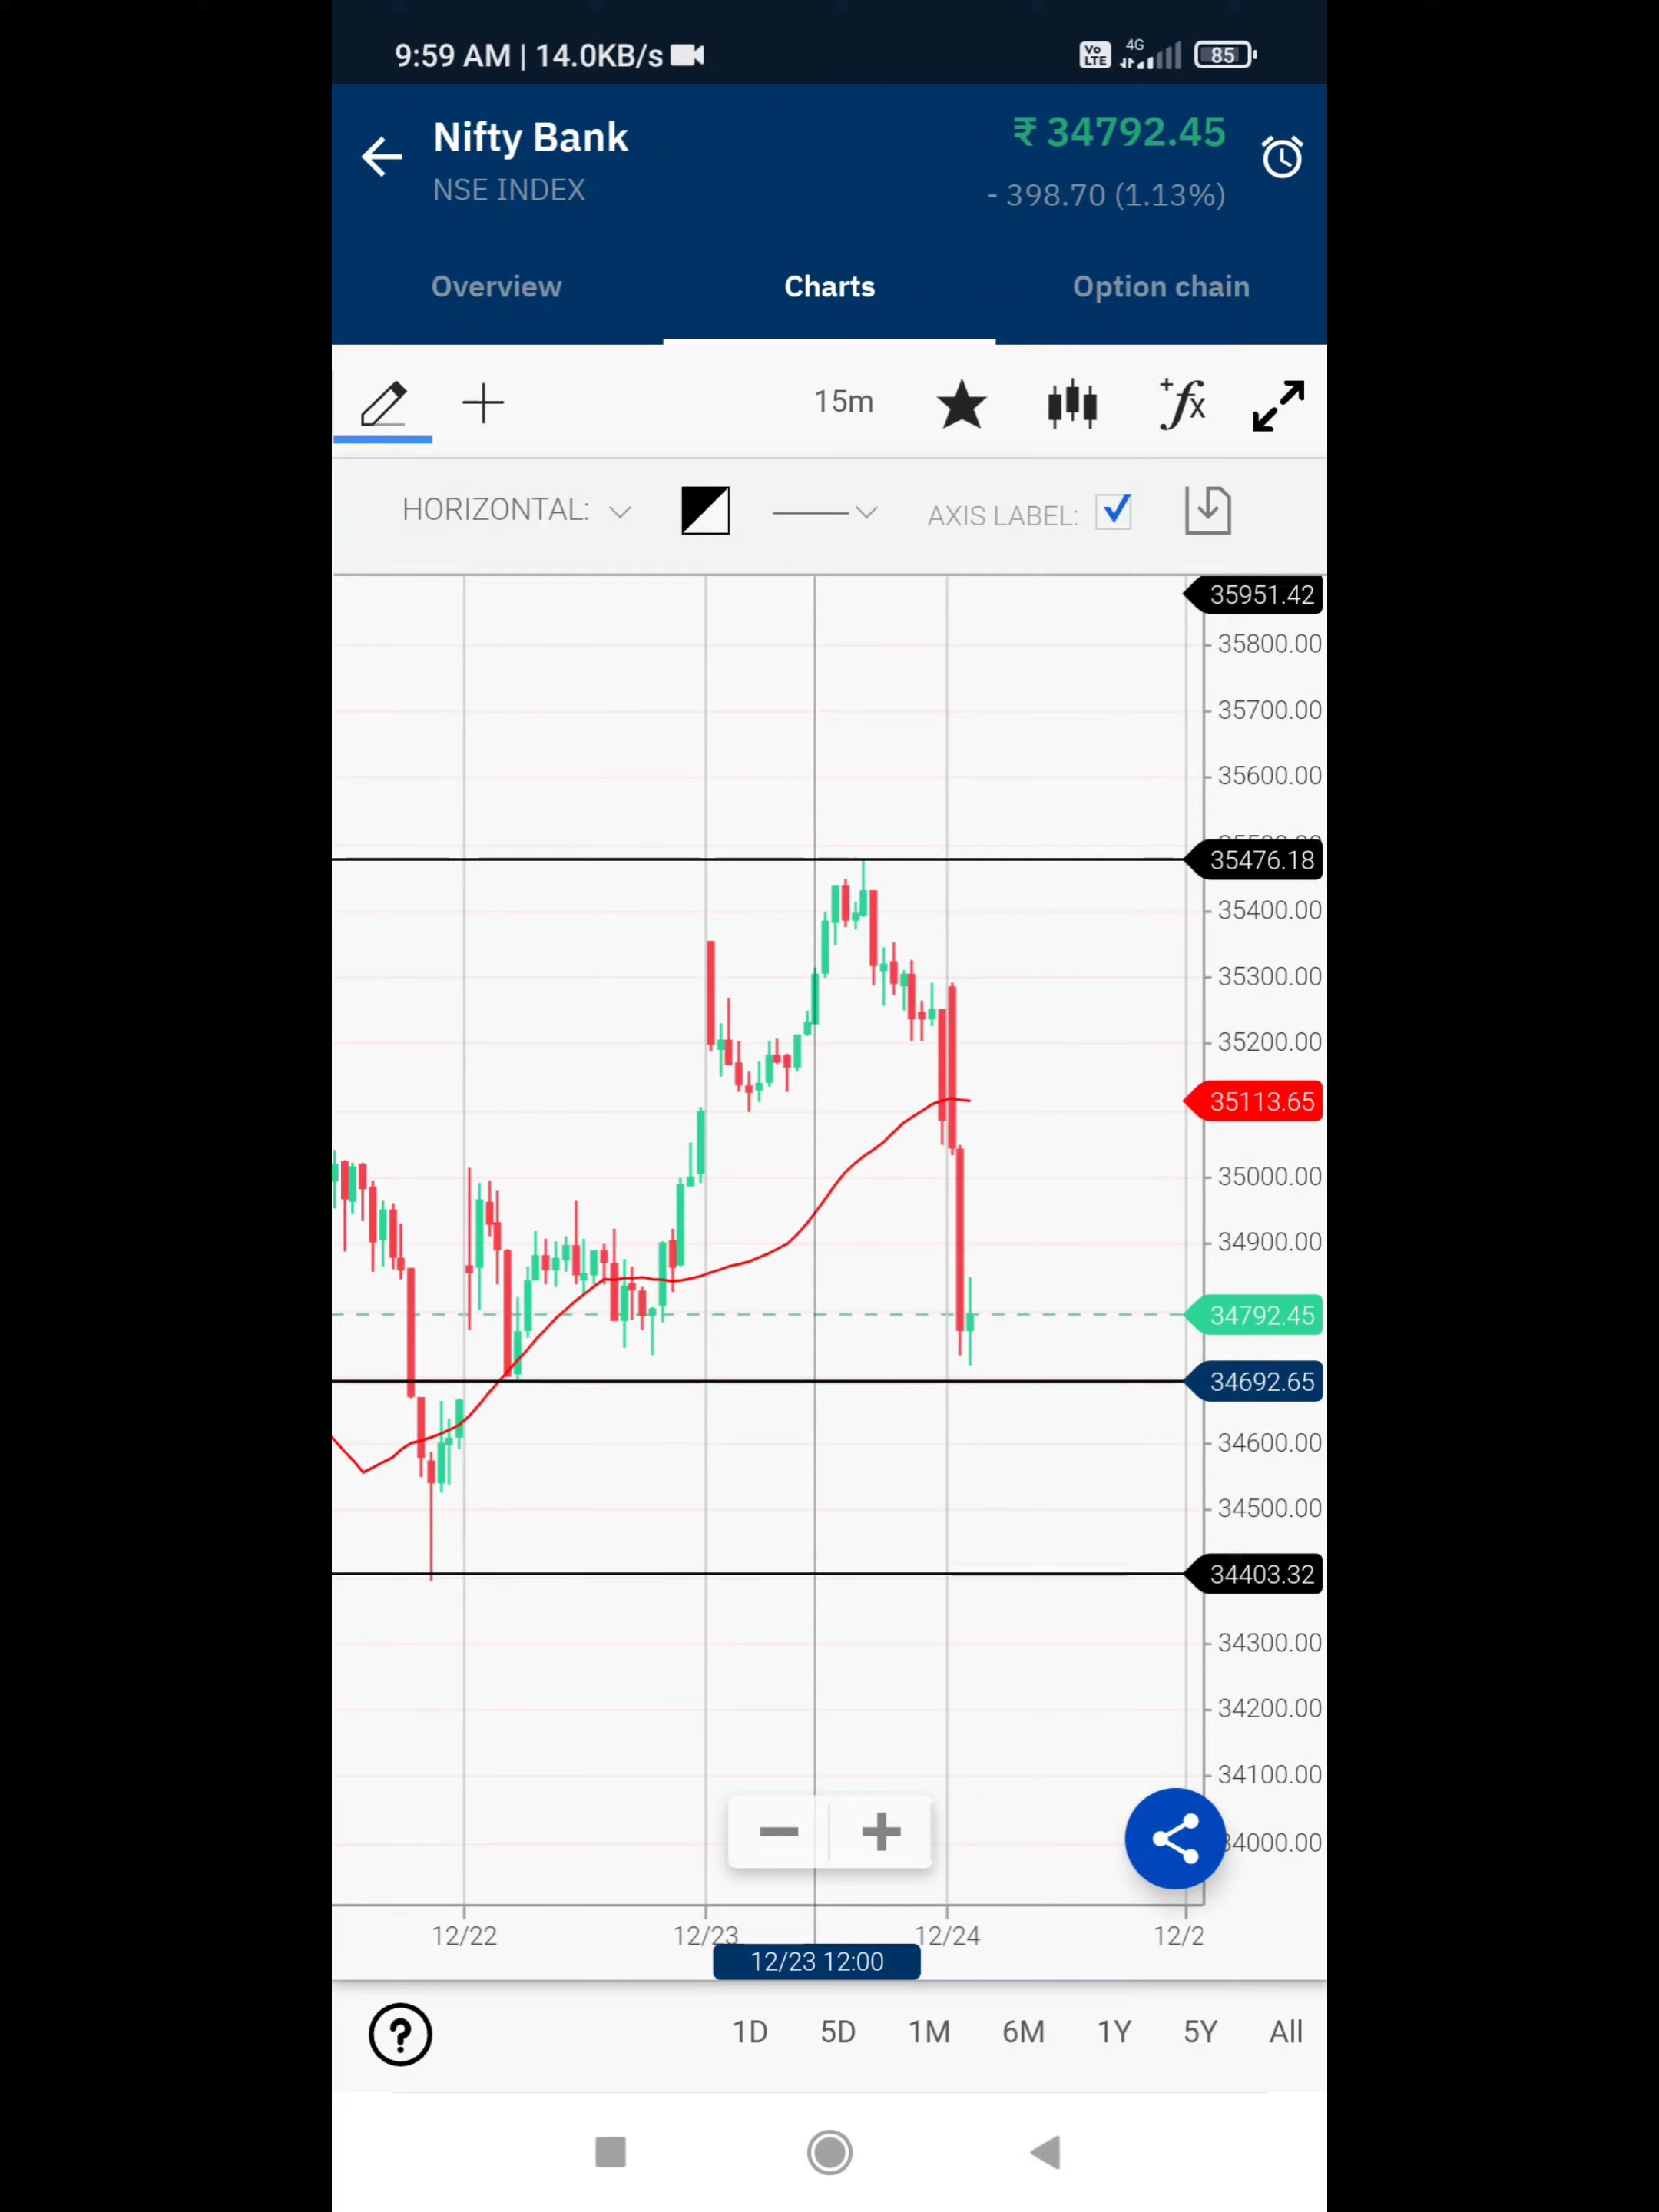 9:59 AM | 14.0KB/s
Vo LTE 4G 85
Nifty Bank
₹ 34792.45
NSE INDEX
- 398.70 (1.13%)
Overview Charts Option chain
15m
+fx
HORIZONTAL: AXIS LABEL:
35951.42
35800.00
35700.00
35600.00
35476.18
35400.00
35300.00
35200.00
35113.65
35000.00
34900.00
34792.45
34692.65
34600.00
34500.00
34403.32
34300.00
34200.00
34100.00
34000.00
12/22 12/23 12/24 12/2
12/23 12:00
? 1D 5D 1M 6M 1Y 5Y All